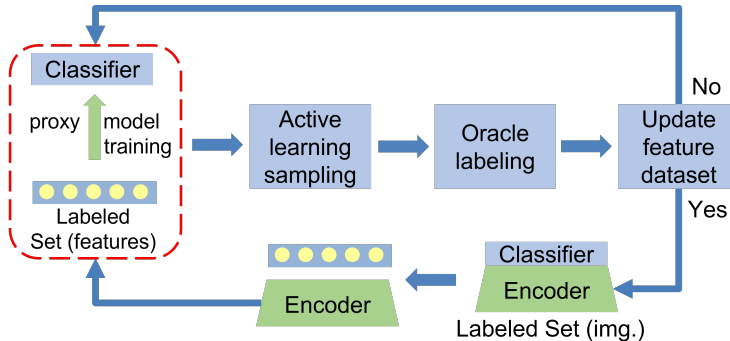 No
Classifier
proxy model
training
Labeled
Set (features)
Active
learning
sampling
Oracle
labeling
Update
feature
dataset
Yes
Encoder
Classifier
Encoder
Labeled Set (img.)